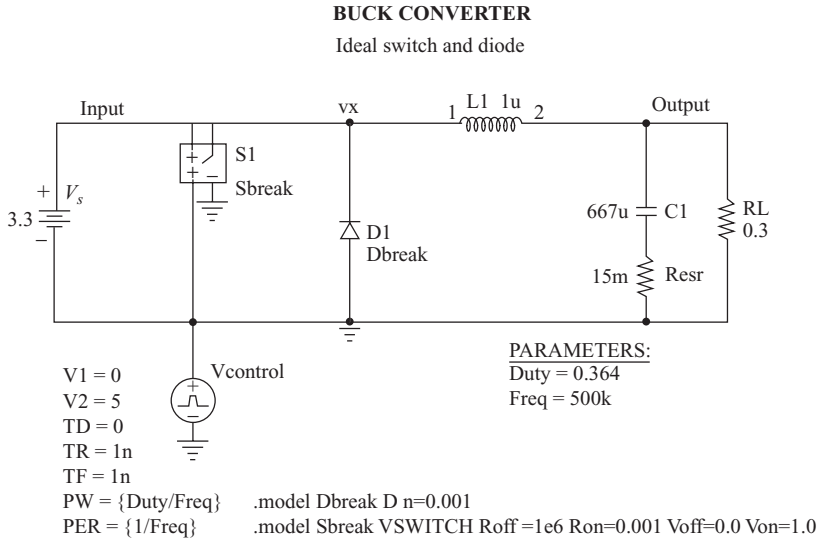 BUCK CONVERTER
Ideal switch and diode
Input
vx
1 L1 1u 2
Output
S1
Sbreak
+ Vs
3.3
−
+
+ −
D1
Dbreak
667u C1
RL
0.3
15m Resr
PARAMETERS:
Duty = 0.364
Freq = 500k
Vcontrol
+
−
V1 = 0
V2 = 5
TD = 0
TR = 1n
TF = 1n
PW = {Duty/Freq} .model Dbreak D n=0.001
PER = {1/Freq} .model Sbreak VSWITCH Roff =1e6 Ron=0.001 Voff=0.0 Von=1.0